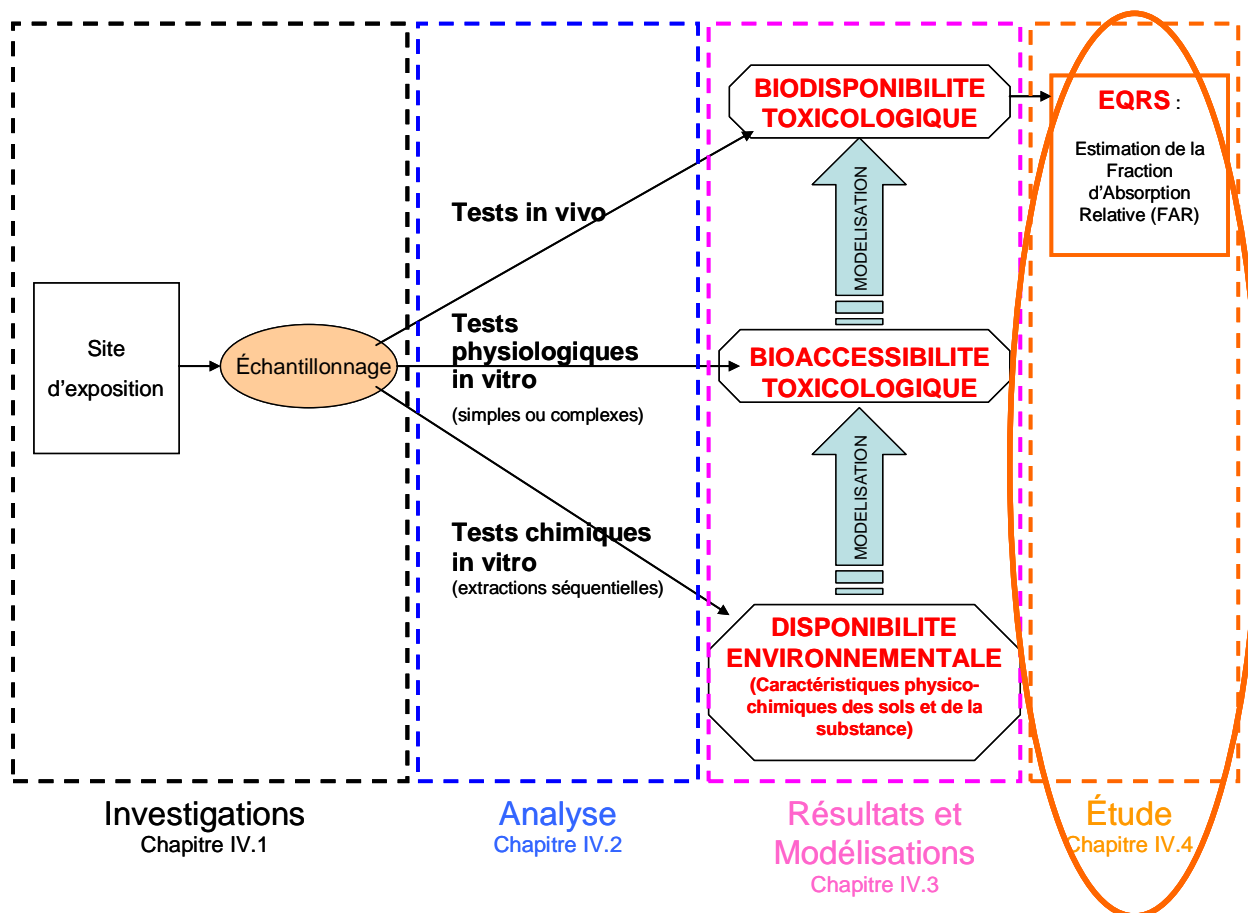 Site
d'exposition
Échantillonnage
Tests in vivo
Tests
physiologiques
in vitro
(simples ou complexes)
Tests chimiques
in vitro
(extractions séquentielles)
BIODISPONIBILITE
TOXICOLOGIQUE
MODELISATION
BIOACCESSIBILITE
TOXICOLOGIQUE
MODELISATION
DISPONIBILITE
ENVIRONNEMENTALE
(Caractéristiques physico-
chimiques des sols et de la
substance)
EQRS :
Estimation de la
Fraction
d'Absorption
Relative (FAR)
Investigations
Chapitre IV.1
Analyse
Chapitre IV.2
Résultats et
Modélisations
Chapitre IV.3
Étude
Chapitre IV.4